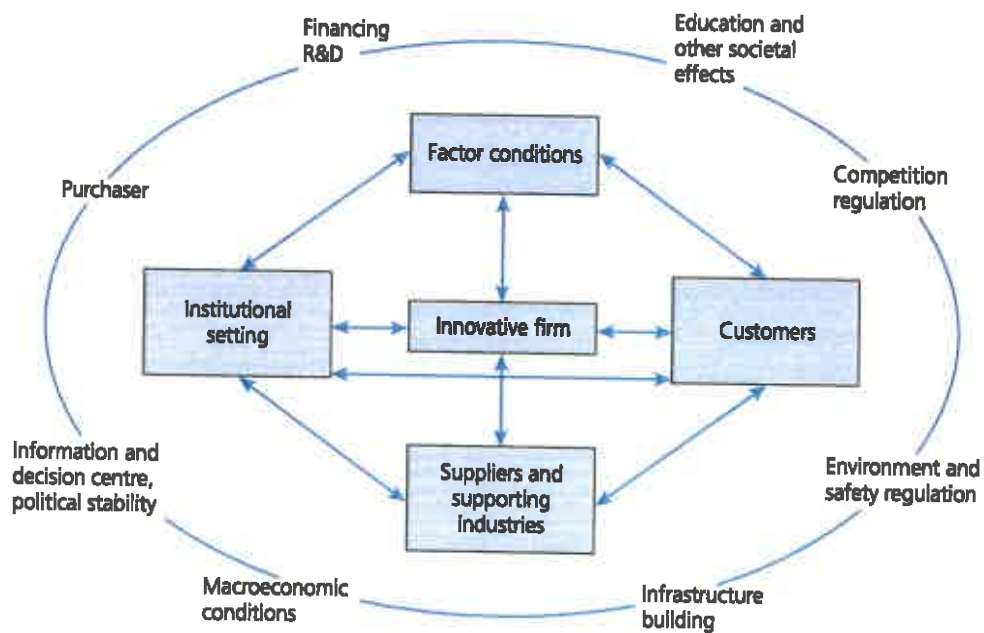 Financing
R&D
Education and
other societal
effects
Factor conditions
Purchaser
Competition
regulation
Institutional
setting
Innovative firm
Customers
Information and
decision centre,
political stability
Suppliers and
supporting
industries
Environment and
safety regulation
Macroeconomic
conditions
Infrastructure
building